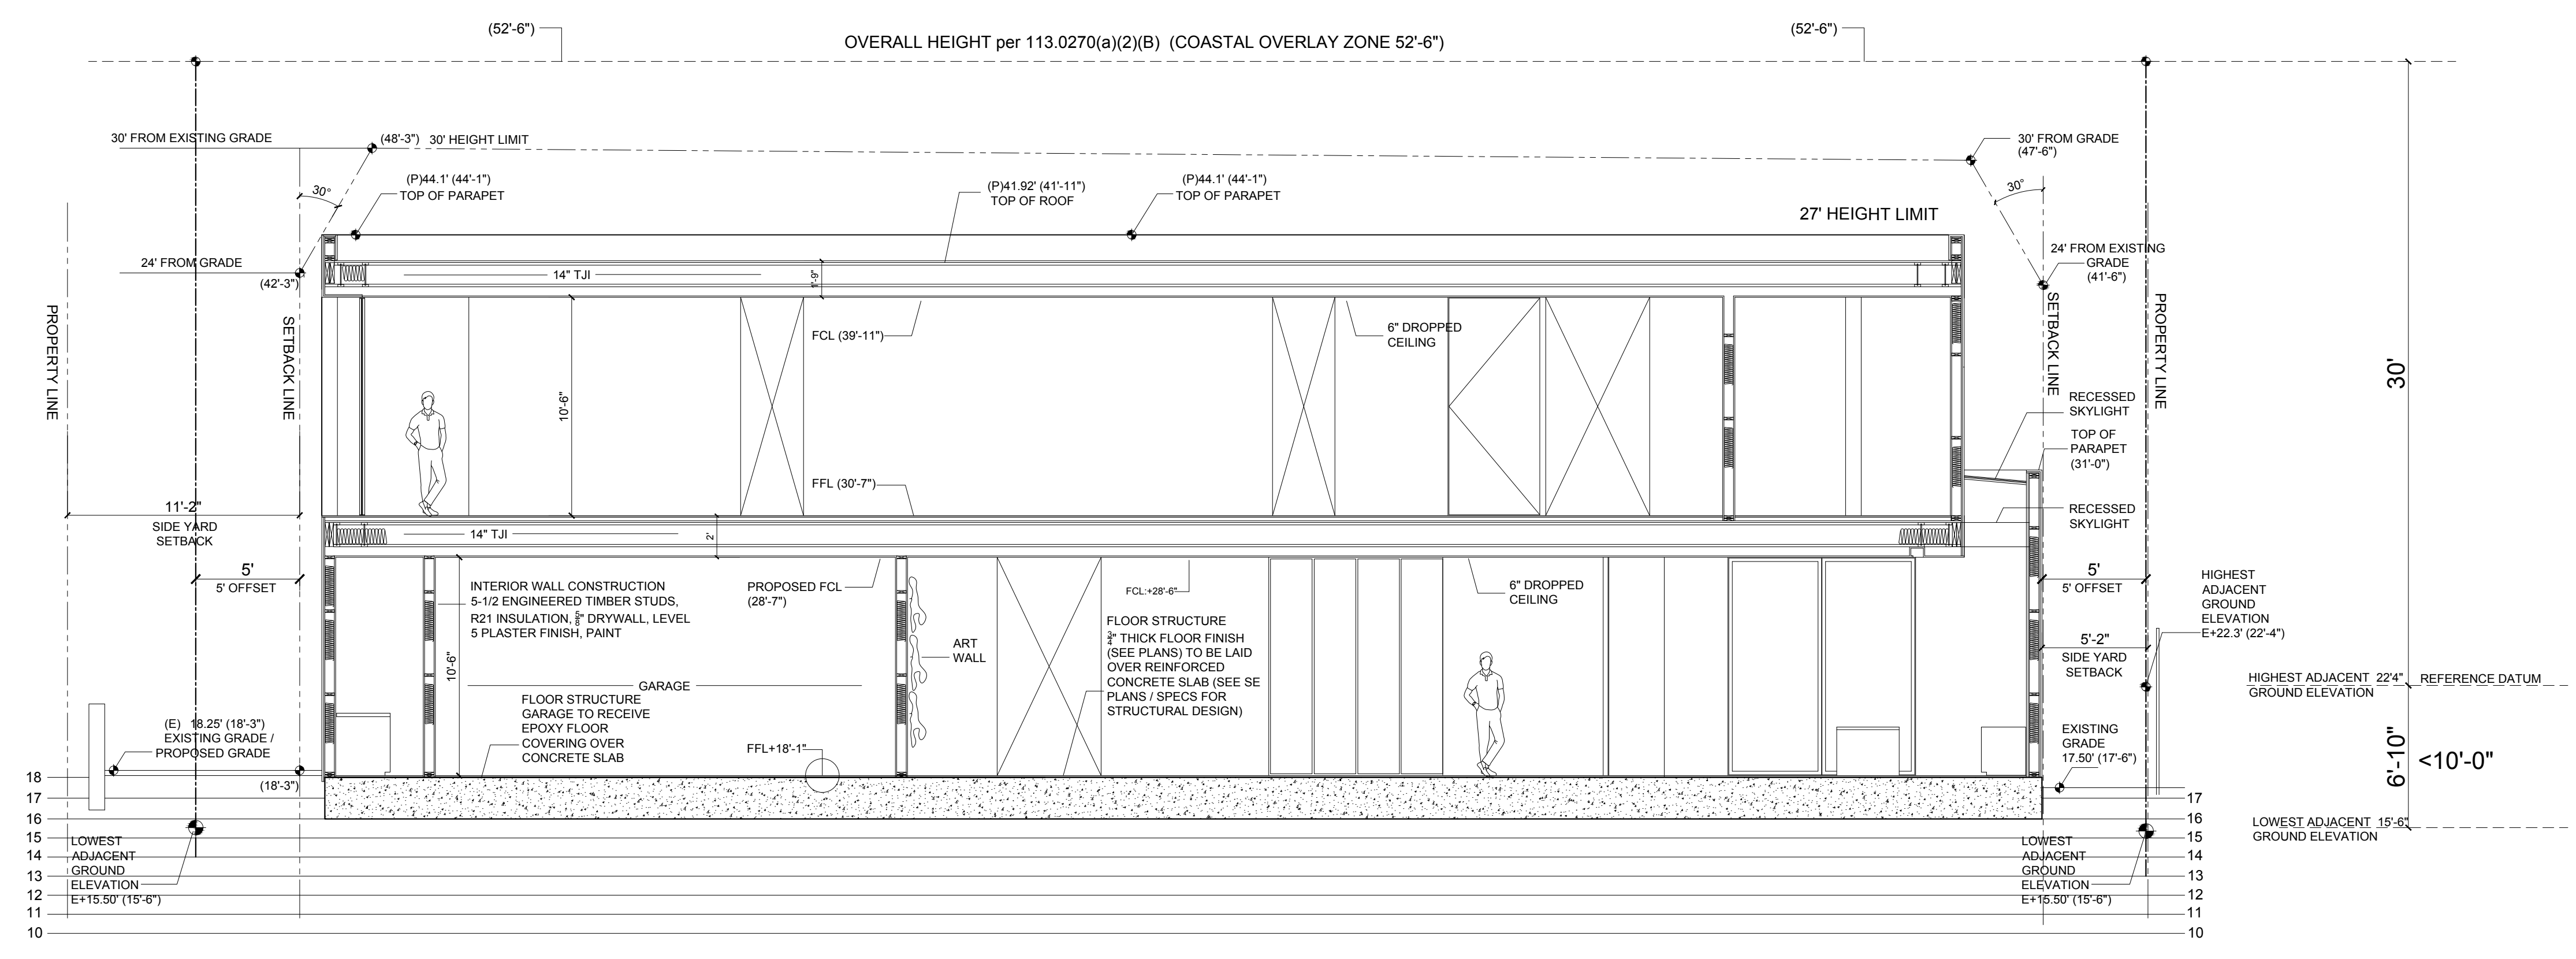 (52'-6")
OVERALL HEIGHT per 113.0270(a)(2)(B) (COASTAL OVERLAY ZONE 52'-6")
(52'-6")
30' FROM EXISTING GRADE
(48'-3")
30' HEIGHT LIMIT
30' FROM GRADE
(47'-6")
30°
(P)44.1' (44'-1")
TOP OF PARAPET
(P)41.92' (41'-11")
TOP OF ROOF
(P)44.1' (44'-1")
TOP OF PARAPET
30°
27' HEIGHT LIMIT
24' FROM GRADE
(42'-3")
14" TJI
1'-9"
24' FROM EXISTING
GRADE
(41'-6")
PROPERTY LINE
SETBACK LINE
FCL (39'-11")
6" DROPPED
CEILING
SETBACK LINE
PROPERTY LINE
30'
10'-6"
RECESSED
SKYLIGHT
TOP OF
PARAPET
(31'-0")
FFL (30'-7")
11'-2"
SIDE YARD
SETBACK
14" TJI
2'
RECESSED
SKYLIGHT
5'
5' OFFSET
INTERIOR WALL CONSTRUCTION
5-1/2 ENGINEERED TIMBER STUDS,
R21 INSULATION, 5/8" DRYWALL, LEVEL
5 PLASTER FINISH, PAINT
PROPOSED FCL
(28'-7")
FCL:+28'-6"
6" DROPPED
CEILING
5'
5' OFFSET
HIGHEST
ADJACENT
GROUND
ELEVATION
E+22.3' (22'-4")
10'-6"
ART
WALL
FLOOR STRUCTURE
3/4" THICK FLOOR FINISH
(SEE PLANS) TO BE LAID
OVER REINFORCED
CONCRETE SLAB (SEE SE
PLANS / SPECS FOR
STRUCTURAL DESIGN)
5'-2"
SIDE YARD
SETBACK
GARAGE
FLOOR STRUCTURE
GARAGE TO RECEIVE
EPOXY FLOOR
COVERING OVER
CONCRETE SLAB
HIGHEST ADJACENT 22'4"
GROUND ELEVATION
REFERENCE DATUM
(E) 18.25' (18'-3")
EXISTING GRADE /
PROPOSED GRADE
FFL+18'-1"
EXISTING
GRADE
17.50' (17'-6")
6'-10"
<10'-0"
(18'-3")
18
17
16
15
14
13
12
11
10
LOWEST
ADJACENT
GROUND
ELEVATION
E+15.50' (15'-6")
LOWEST
ADJACENT
GROUND
ELEVATION
E+15.50' (15'-6")
17
16
15
14
13
12
11
10
LOWEST ADJACENT 15'-6"
GROUND ELEVATION